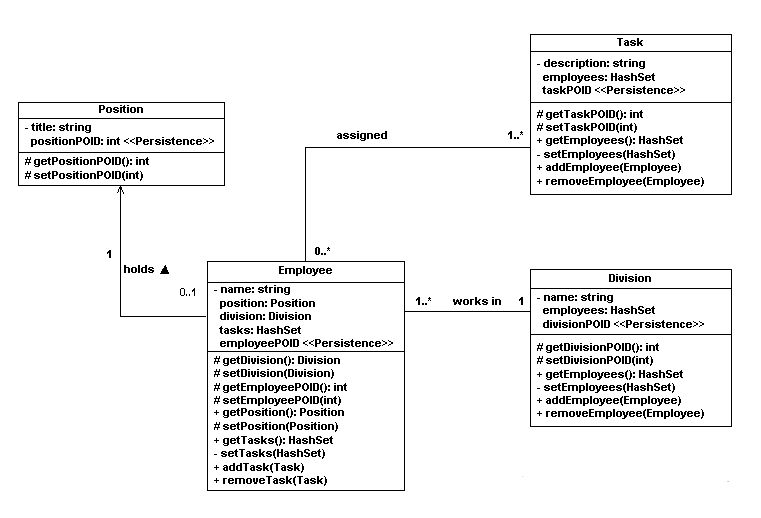 Task
- description: string
employees: HashSet
taskPOID <<Persistence>>
# getTaskPOID(): int
# setTaskPOID(int)
+ getEmployees(): HashSet
- setEmployees(HashSet)
+ addEmployee(Employee)
+ removeEmployee(Employee)
Position
- title: string
positionPOID: int <<Persistence>>
# getPositionPOID(): int
# setPositionPOID(int)
assigned
1..*
0..*
1
holds ▲
0..1
Employee
- name: string
position: Position
division: Division
tasks: HashSet
employeePOID <<Persistence>>
# getDivision(): Division
# setDivision(Division)
# getEmployeePOID(): int
# setEmployeePOID(int)
+ getPosition(): Position
# setPosition(Position)
+ getTasks(): HashSet
- setTasks(HashSet)
+ addTask(Task)
+ removeTask(Task)
1..* works in 1
Division
- name: string
employees: HashSet
divisionPOID <<Persistence>>
# getDivisionPOID(): int
# setDivisionPOID(int)
+ getEmployees(): HashSet
- setEmployees(HashSet)
+ addEmployee(Employee)
+ removeEmployee(Employee)